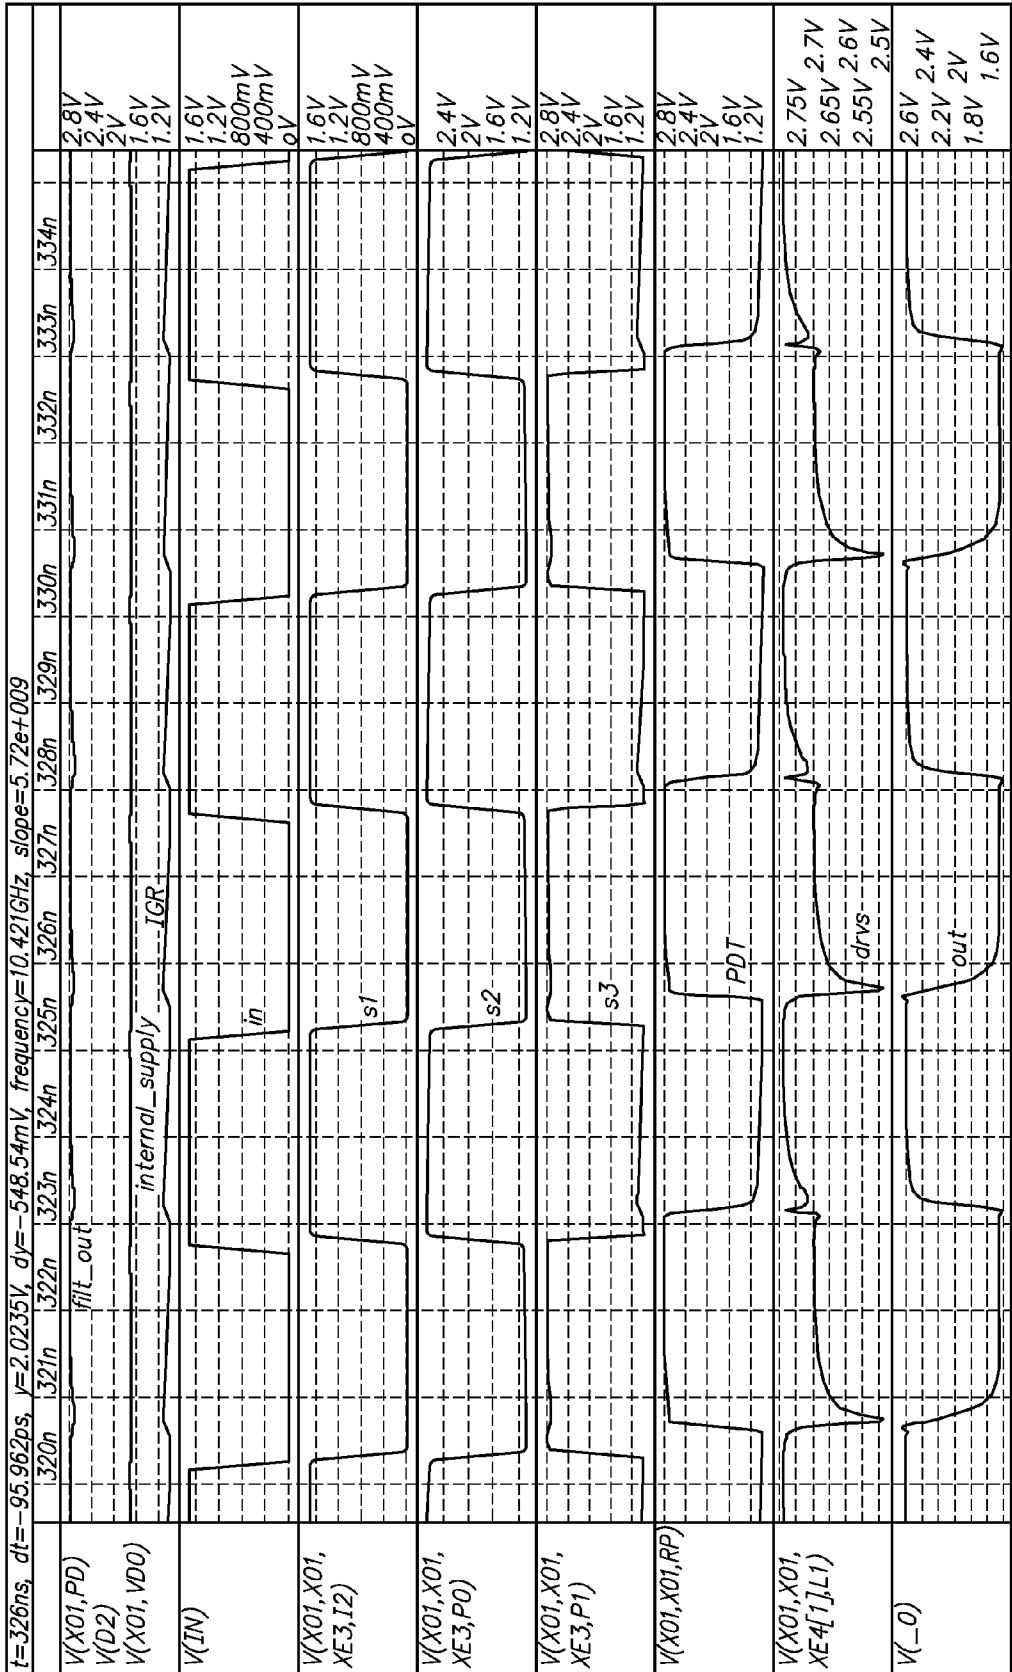 t=326ns, dt=-95.962ps, y=2.0235V, dy=-548.54mV, frequency=10.421GHz, slope=5.72e+009
320n 321n 322n 323n 324n 325n 326n 327n 328n 329n 330n 331n 332n 333n 334n
V(X01,PD)
V(D2)
V(X01,VD0)
filt_out
internal_supply
IGR
2.8V
2.4V
2V
1.6V
1.2V
V(IN)
in
1.6V
1.2V
800mV
400mV
0V
V(X01,X01,
XE3,I2)
s1
1.6V
1.2V
800mV
400mV
0V
V(X01,X01,
XE3,P0)
s2
2.4V
2V
1.6V
1.2V
V(X01,X01,
XE3,P1)
s3
2.8V
2.4V
2V
1.6V
1.2V
V(X01,X01,RP)
PDT
2.8V
2.4V
2V
1.6V
1.2V
V(X01,X01,
XE4[1],L1)
drvs
2.75V
2.7V
2.65V
2.6V
2.55V
2.5V
V(_O)
out
2.6V
2.4V
2.2V
2V
1.8V
1.6V